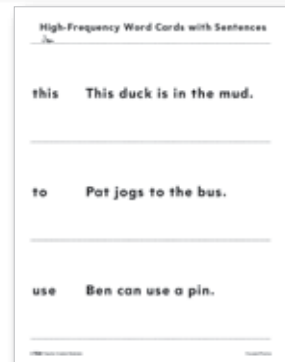 High-Frequency Word Cards with Sentences
this This duck is in the mud.
to Pat jogs to the bus.
use Ben can use a pin.